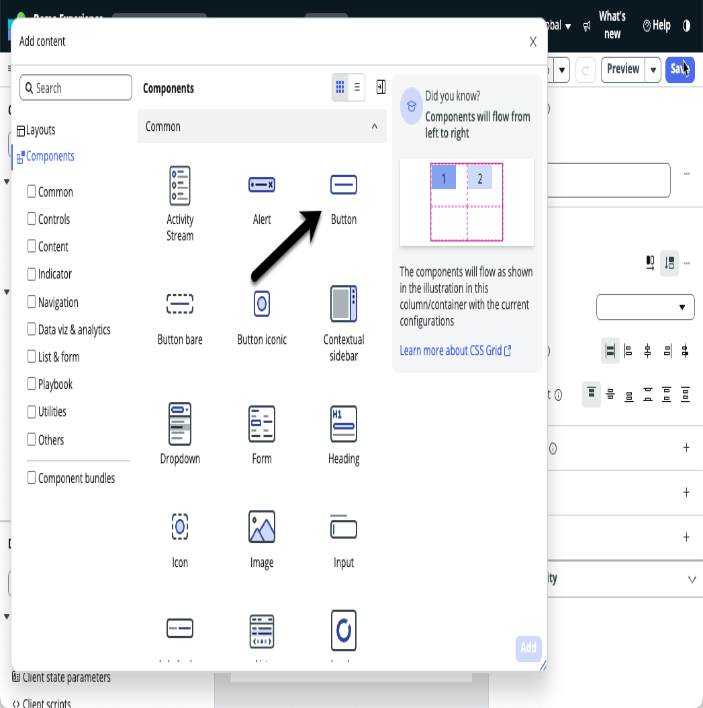 Demo Experience
What's
new
Help
Preview
Save
Add content
X
Search
Layouts
Components
Common
Controls
Content
Indicator
Navigation
Data viz & analytics
List & form
Playbook
Utilities
Others
Component bundles
Components
Common
Activity
Stream
Alert
Button
Button bare
Button iconic
Contextual
sidebar
Dropdown
H1
Form
Heading
Icon
Image
Input
Did you know?
Components will flow from
left to right
1
2
The components will flow as shown
in the illustration in this
column/container with the current
configurations
Learn more about CSS Grid
Add
Client state parameters
Client scripts